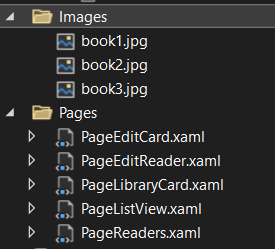 Images
book1.jpg
book2.jpg
book3.jpg
Pages
PageEditCard.xaml
PageEditReader.xaml
PageLibraryCard.xaml
PageListView.xaml
PageReaders.xaml